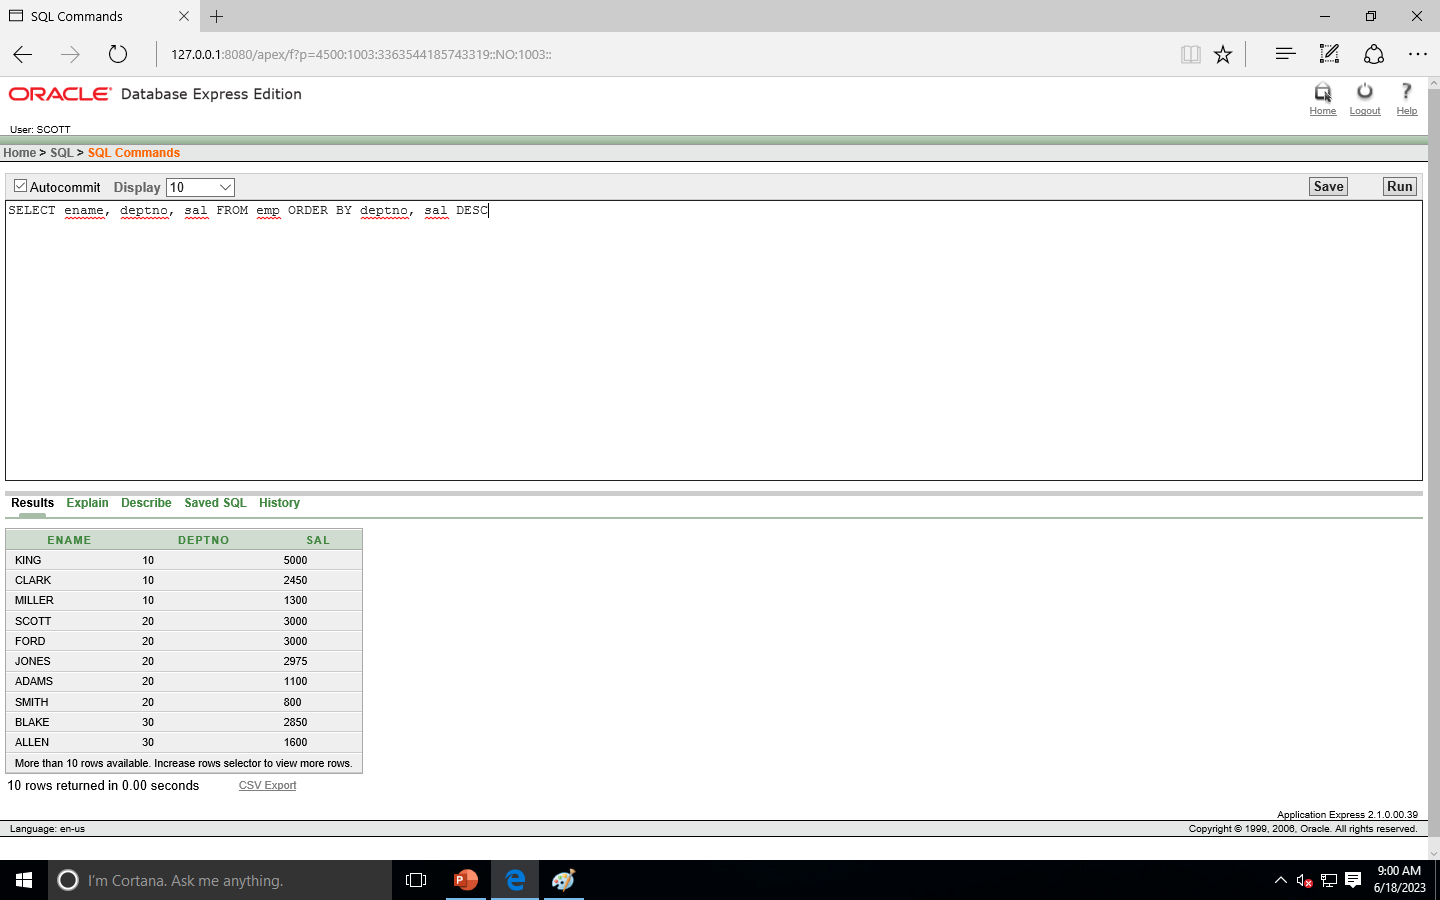 SQL Commands
127.0.0.1:8080/apex/f?p=4500:1003:3363544185743319::NO:1003::
ORACLE Database Express Edition
Home Logout Help
User: SCOTT
Home > SQL > SQL Commands
Autocommit Display 10 Save Run
SELECT ename, deptno, sal FROM emp ORDER BY deptno, sal DESC
Results Explain Describe Saved SQL History
ENAME DEPTNO SAL
KING 10 5000
CLARK 10 2450
MILLER 10 1300
SCOTT 20 3000
FORD 20 3000
JONES 20 2975
ADAMS 20 1100
SMITH 20 800
BLAKE 30 2850
ALLEN 30 1600
More than 10 rows available. Increase rows selector to view more rows.
10 rows returned in 0.00 seconds CSV Export
Application Express 2.1.0.00.39
Language: en-us Copyright © 1999, 2006, Oracle. All rights reserved.
I'm Cortana. Ask me anything.
9:00 AM
6/18/2023